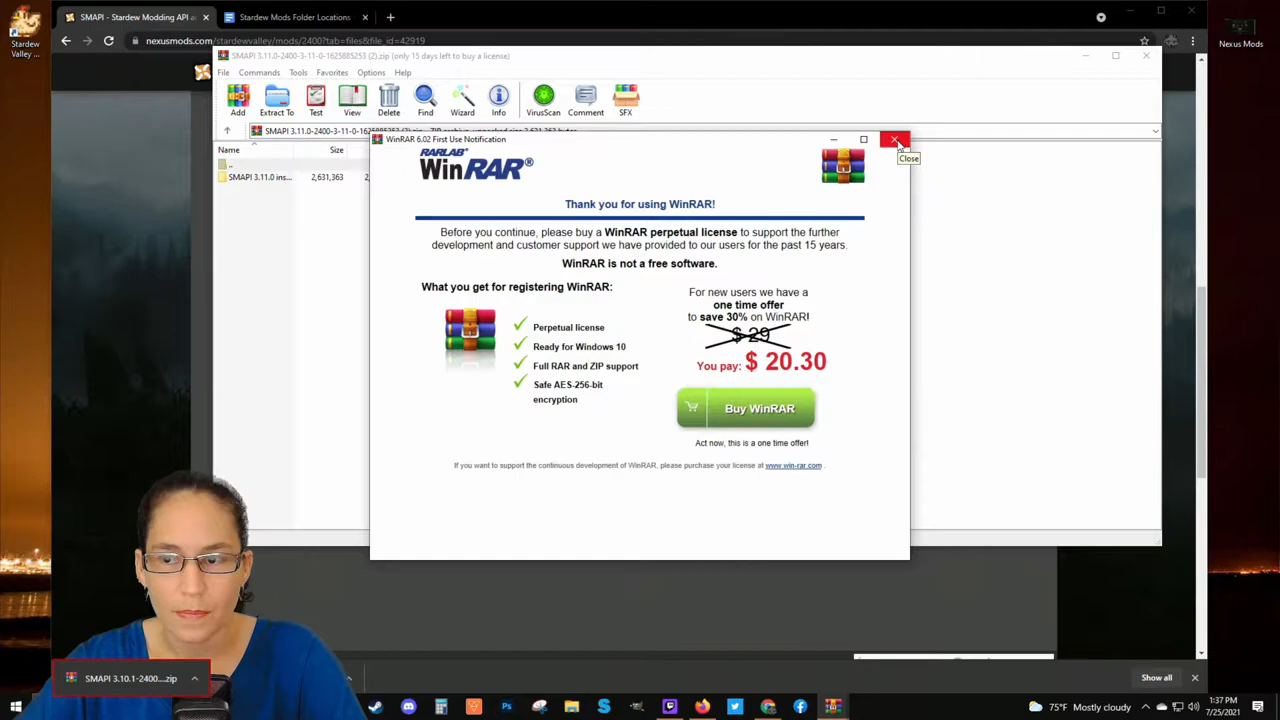 Stardew
Valley ...
SMAPI - Stardew Modding API a
Stardew Mods Folder Locations
Nexus Mods
nexusmods.com/stardewvalley/mods/2400?tab=files&file_id=42919
SMAPI 3.11.0-2400-3-11-0-1625885253 (2).zip (only 15 days left to buy a license)
File Commands Tools Favorites Options Help
Add Extract To Test View Delete Find Wizard Info VirusScan Comment SFX
Name Size
..
SMAPI 3.11.0 ins... 2,631,363
WinRAR 6.02 First Use Notification
Close
RARLAB®
WinRAR®
Thank you for using WinRAR!
Before you continue, please buy a WinRAR perpetual license to support the further
development and customer support we have provided to our users for the past 15 years.
WinRAR is not a free software.
What you get for registering WinRAR:
Perpetual license
Ready for Windows 10
Full RAR and ZIP support
Safe AES-256-bit
encryption
For new users we have a
one time offer
to save 30% on WinRAR!
$ 29
You pay: $ 20.30
Buy WinRAR
Act now, this is a one time offer!
If you want to support the continuous development of WinRAR, please purchase your license at www.win-rar.com .
SMAPI 3.10.1-2400....zip
Show all
75°F Mostly cloudy
1:37 PM
7/25/2021